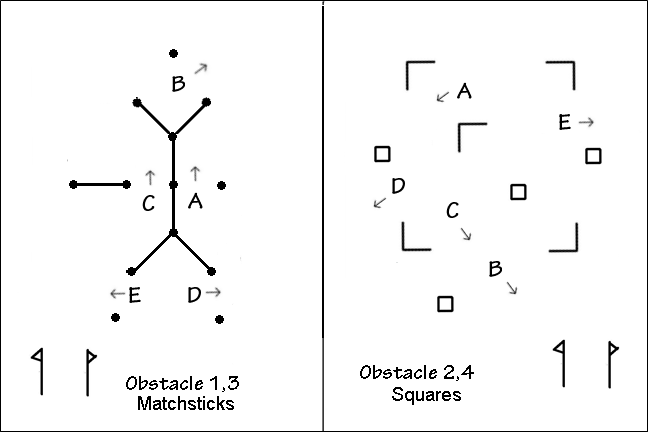 B
C A
E D
Obstacle 1,3
Matchsticks
A
E
D
C
B
Obstacle 2,4
Squares